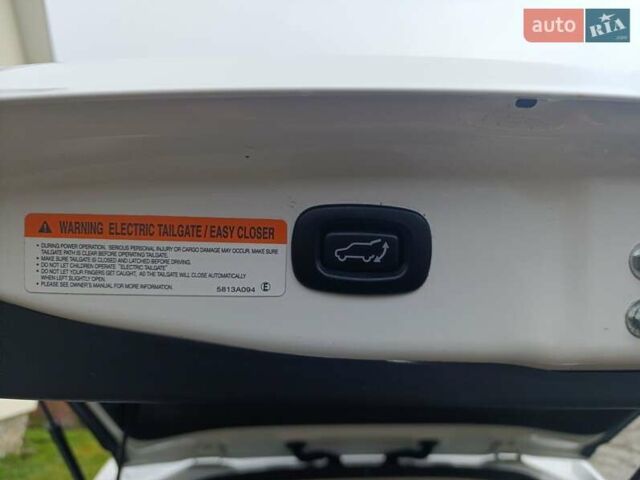 auto RIA
.com
WARNING ELECTRIC TAILGATE / EASY CLOSER
• DURING POWER OPERATION, SERIOUS PERSONAL INJURY OR CARGO DAMAGE MAY OCCUR. MAKE SURE
TAILGATE PATH IS CLEAR BEFORE OPERATING TAILGATE.
• MAKE SURE TAILGATE IS CLOSED AND LATCHED BEFORE DRIVING.
• DO NOT LET CHILDREN OPERATE "ELECTRIC TAILGATE"
• DO NOT LET YOUR FINGERS GET CAUGHT, AS THE TAILGATE WILL CLOSE AUTOMATICALLY
WHEN LEFT SLIGHTLY OPEN.
• PLEASE SEE OWNER'S MANUAL FOR MORE INFORMATION.
5813A094 E